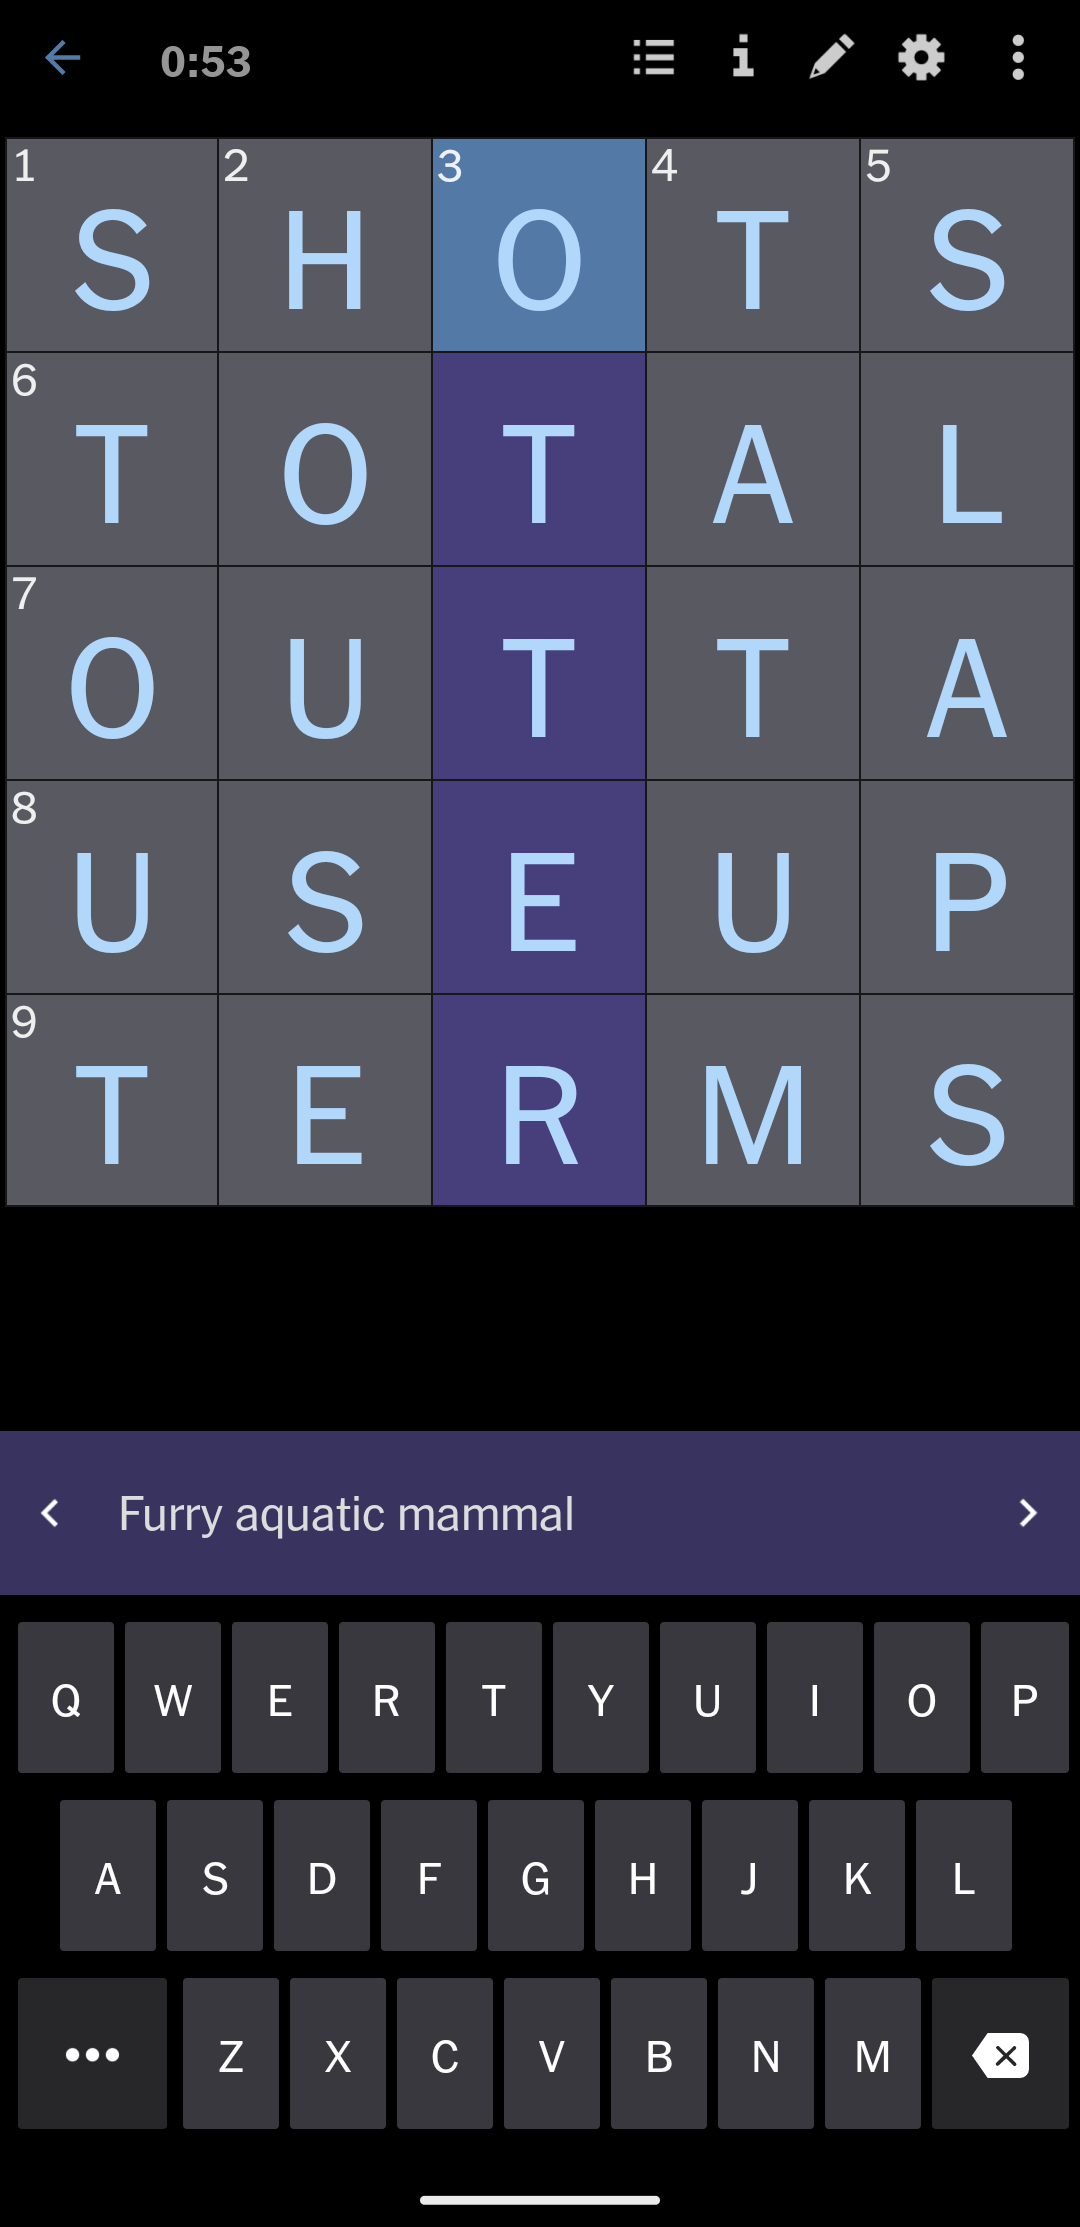 0:53
1 S 2 H 3 O 4 T 5 S
6 T O T A L
7 O U T T A
8 U S E U P
9 T E R M S
Furry aquatic mammal
Q W E R T Y U I O P
A S D F G H J K L
Z X C V B N M